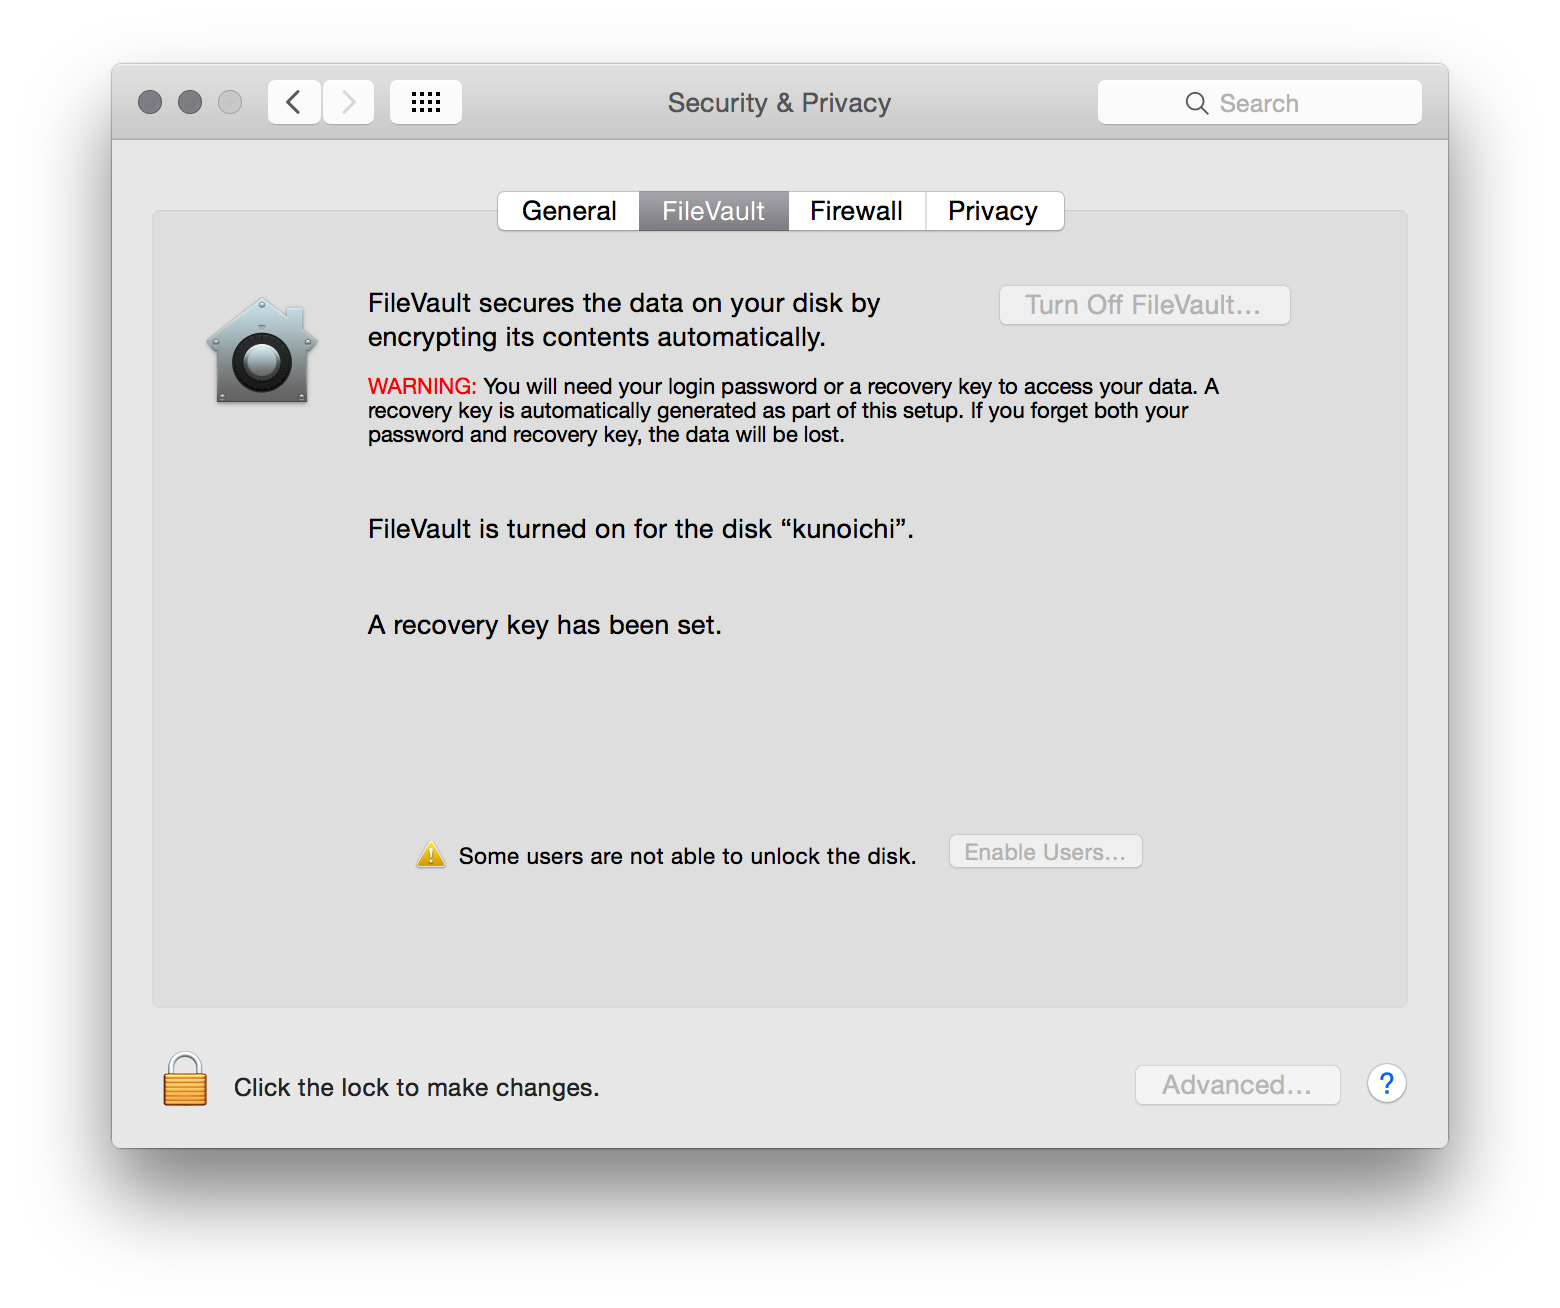 Security & Privacy
Search
General
FileVault
Firewall
Privacy
FileVault secures the data on your disk by
encrypting its contents automatically.
Turn Off FileVault...
WARNING: You will need your login password or a recovery key to access your data. A
recovery key is automatically generated as part of this setup. If you forget both your
password and recovery key, the data will be lost.
FileVault is turned on for the disk “kunoichi”.
A recovery key has been set.
Some users are not able to unlock the disk.
Enable Users...
Click the lock to make changes.
Advanced...
?